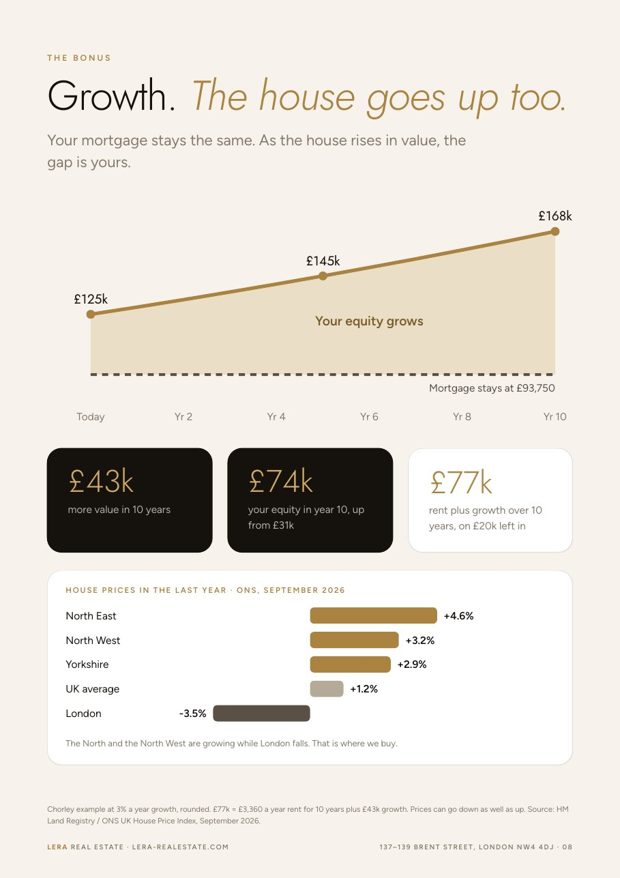 THE BONUS
Growth. The house goes up too.
Your mortgage stays the same. As the house rises in value, the
gap is yours.
£168k
£145k
£125k
Your equity grows
Mortgage stays at £93,750
Today Yr 2 Yr 4 Yr 6 Yr 8 Yr 10
£43k
more value in 10 years
£74k
your equity in year 10, up
from £31k
£77k
rent plus growth over 10
years, on £20k left in
HOUSE PRICES IN THE LAST YEAR · ONS, SEPTEMBER 2026
North East +4.6%
North West +3.2%
Yorkshire +2.9%
UK average +1.2%
London -3.5%
The North and the North West are growing while London falls. That is where we buy.
Chorley example at 3% a year growth, rounded. £77k = £3,360 a year rent for 10 years plus £43k growth. Prices can go down as well as up. Source: HM
Land Registry / ONS UK House Price Index, September 2026.
LERA REAL ESTATE · LERA-REALESTATE.COM
137–139 BRENT STREET, LONDON NW4 4DJ · 08